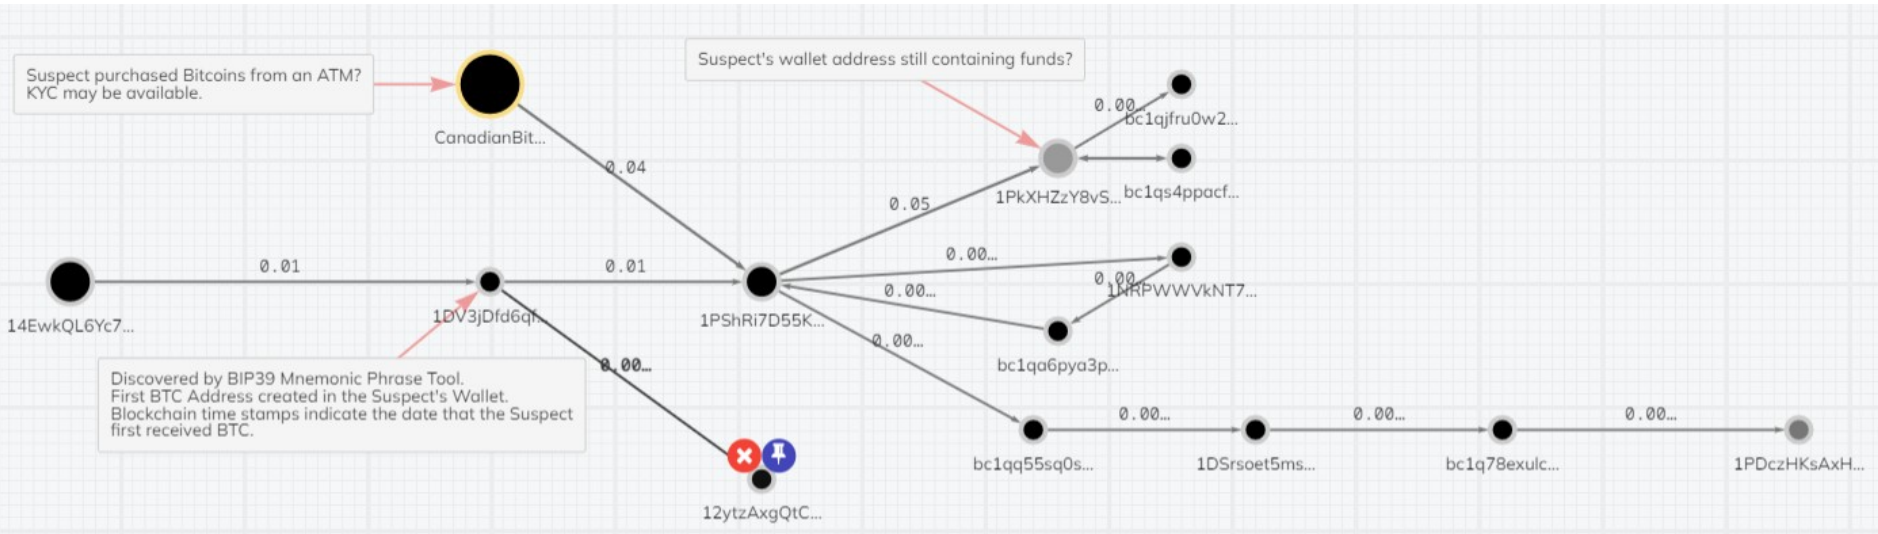 Suspect purchased Bitcoins from an ATM?
KYC may be available.
CanadianBit...
Suspect's wallet address still containing funds?
0.00...
bc1qjfru0w2...
0.04
1PkXHZzY8vS...
bc1qs4ppacf...
0.05
14EwkQL6Yc7...
0.01
1DV3jDfd6qf...
0.01
1PShRi7D55K...
0.00...
0.00...
0.00...
1NRPWWVkNT7...
bc1qa6pya3p...
0.00...
Discovered by BIP39 Mnemonic Phrase Tool.
First BTC Address created in the Suspect's Wallet.
Blockchain time stamps indicate the date that the Suspect
first received BTC.
0.00...
12ytzAxgQtC...
bc1qq55sq0s...
0.00...
1DSrsoet5ms...
0.00...
bc1q78exulc...
0.00...
1PDczHKsAxH...